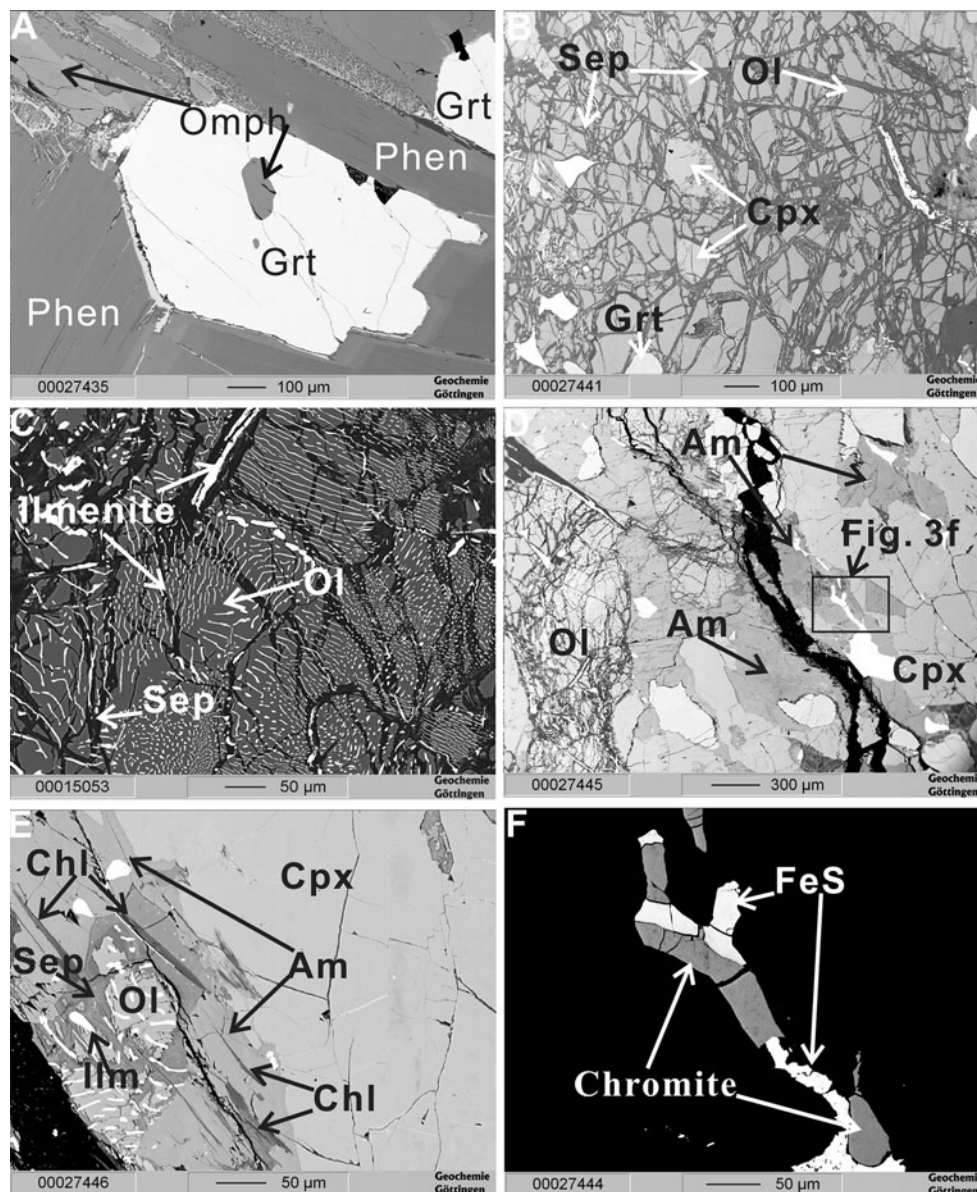 A
Omph
Grt
Phen
Grt
Phen
00027435
100 µm
Geochemie
Göttingen
B
Sep
Ol
Cpx
Grt
00027441
100 µm
Geochemie
Göttingen
C
Ilmenite
Ol
Sep
00015053
50 µm
Geochemie
Göttingen
D
Am
Fig. 3f
Am
Ol
Cpx
00027445
300 µm
Geochemie
Göttingen
E
Chl
Cpx
Sep
Am
Ol
Ilm
Chl
00027446
50 µm
Geochemie
Göttingen
F
FeS
Chromite
00027444
50 µm
Geochemie
Göttingen